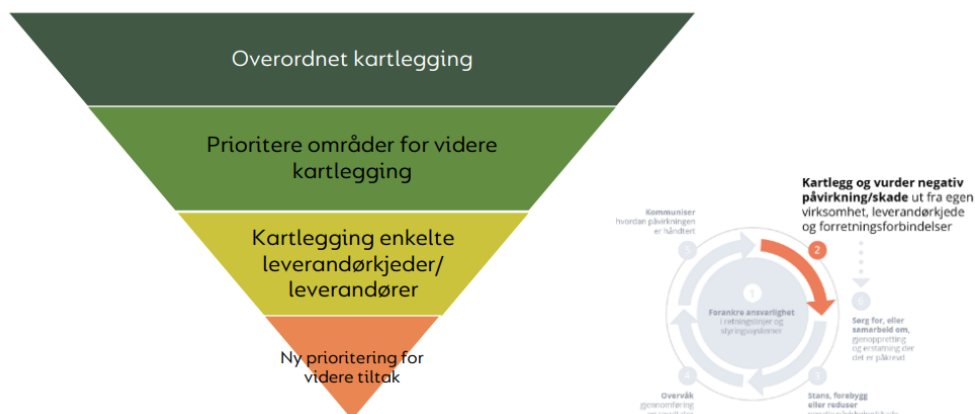 Overordnet kartlegging
Prioritere områder for videre
kartlegging
Kartlegging enkelte
leverandørkjeder/
leverandører
Ny prioritering for
videre tiltak
Kartlegg og vurder negativ
påvirkning/skade ut fra egen
virksomhet, leverandørkjede
og forretningsforbindelser
Kommuniser
hvordan påvirkningen
er håndtert
5
2
1
Forankre ansvarlighet
i retningslinjer og
styringssystemer
6
Sørg for, eller
samarbeid om,
gjenoppretting
og erstatning der
det er påkrevd
4
3
Overvåk
gjennomføring
Stans, forebygg
eller reduser